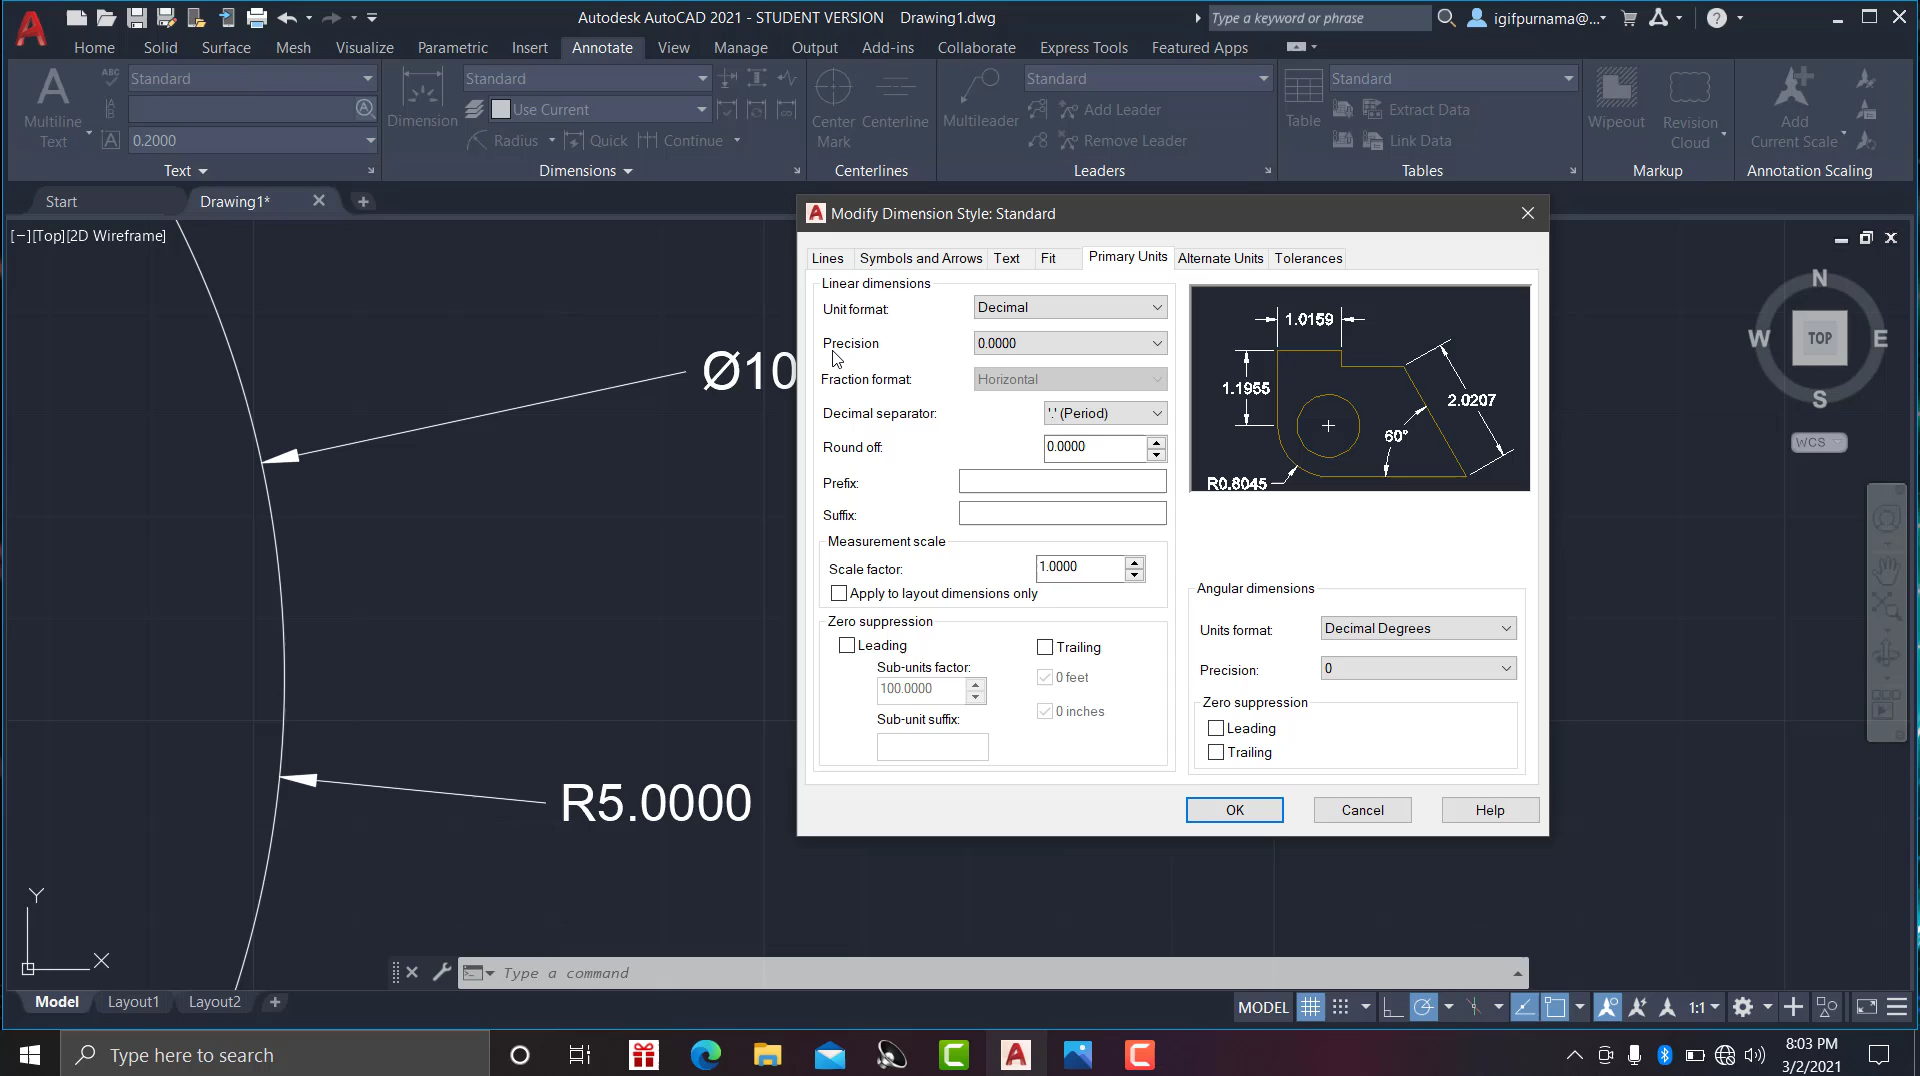 Autodesk AutoCAD 2021 - STUDENT VERSION Drawing1.dwg
Type a keyword or phrase
igifpurnama@...
Home Solid Surface Mesh Visualize Parametric Insert Annotate View Manage Output Add-ins Collaborate Express Tools Featured Apps
Multiline Text
Standard
0.2000
Text
Dimension
Standard
Use Current
Radius Quick Continue
Dimensions
Center Mark
Centerline
Centerlines
Multileader
Standard
Add Leader
Remove Leader
Leaders
Table
Standard
Extract Data
Link Data
Tables
Wipeout
Revision Cloud
Markup
Add Current Scale
Annotation Scaling
Start Drawing1*
[−][Top][2D Wireframe]
Ø10
R5.0000
Modify Dimension Style: Standard
Lines Symbols and Arrows Text Fit Primary Units Alternate Units Tolerances
Linear dimensions
Unit format: Decimal
Precision 0.0000
Fraction format: Horizontal
Decimal separator: '.' (Period)
Round off: 0.0000
Prefix:
Suffix:
Measurement scale
Scale factor: 1.0000
Apply to layout dimensions only
Zero suppression
Leading
Trailing
Sub-units factor:
100.0000
0 feet
Sub-unit suffix:
0 inches
1.0159
1.1955
2.0207
60°
R0.8045
Angular dimensions
Units format: Decimal Degrees
Precision: 0
Zero suppression
Leading
Trailing
OK Cancel Help
N
W TOP E
S
WCS
Y
X
Type a command
Model Layout1 Layout2
MODEL 1:1
Type here to search
8:03 PM
3/2/2021